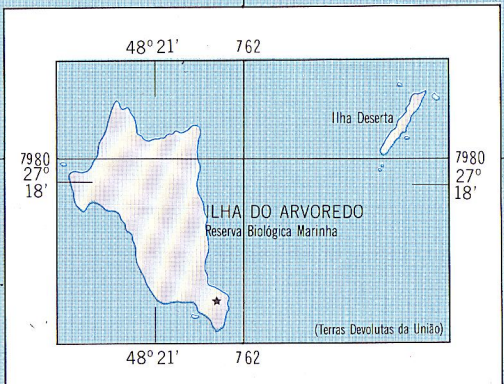 48° 21' 762
Ilha Deserta
7980 7980
27° 27°
18' 18'
ILHA DO ARVOREDO
Reserva Biológica Marinha
(Terras Devolutas da União)
48° 21' 762